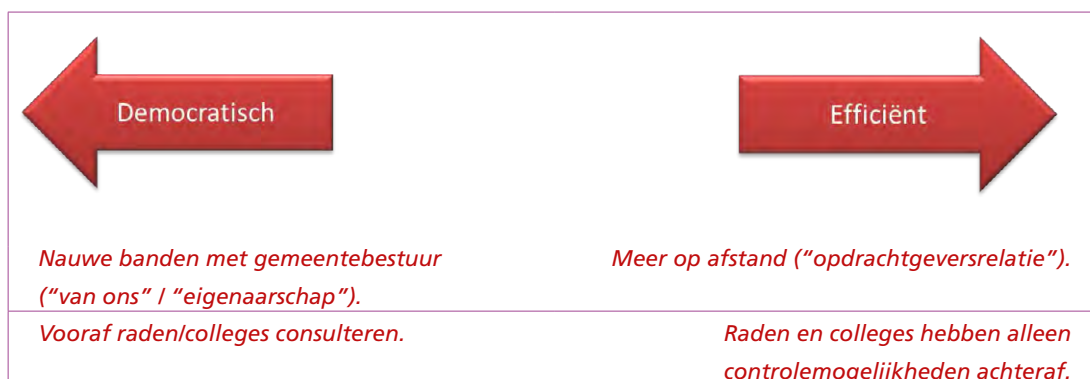 Democratisch
Efficiënt
Nauwe banden met gemeentebestuur
("van ons" / "eigenaarschap").
Meer op afstand ("opdrachtgeversrelatie").
Vooraf raden/colleges consulteren.
Raden en colleges hebben alleen
controlemogelijkheden achteraf.